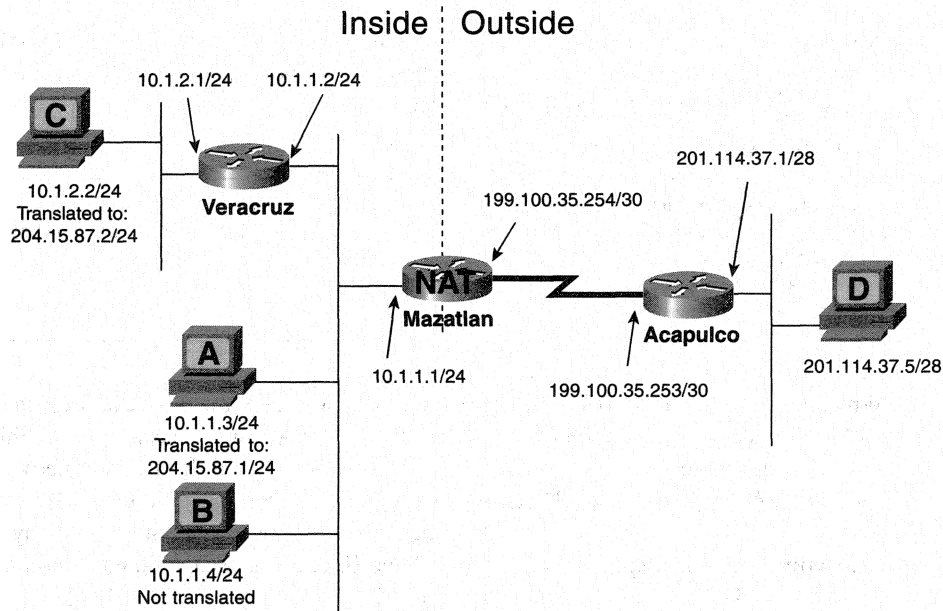 Inside Outside
10.1.2.1/24
10.1.1.2/24
C
10.1.2.2/24
Translated to:
204.15.87.2/24
Veracruz
201.114.37.1/28
199.100.35.254/30
NAT
Mazatlan
10.1.1.1/24
Acapulco
199.100.35.253/30
D
201.114.37.5/28
A
10.1.1.3/24
Translated to:
204.15.87.1/24
B
10.1.1.4/24
Not translated